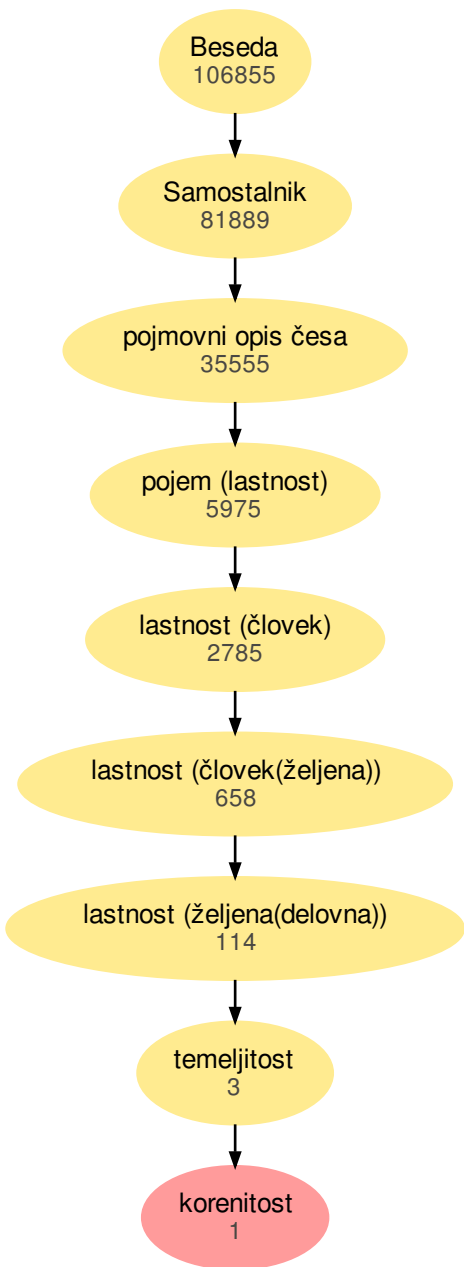 Beseda
106855
Samostalnik
81889
pojmovni opis česa
35555
pojem (lastnost)
5975
lastnost (človek)
2785
lastnost (človek(željena))
658
lastnost (željena(delovna))
114
temeljitost
3
korenitost
1